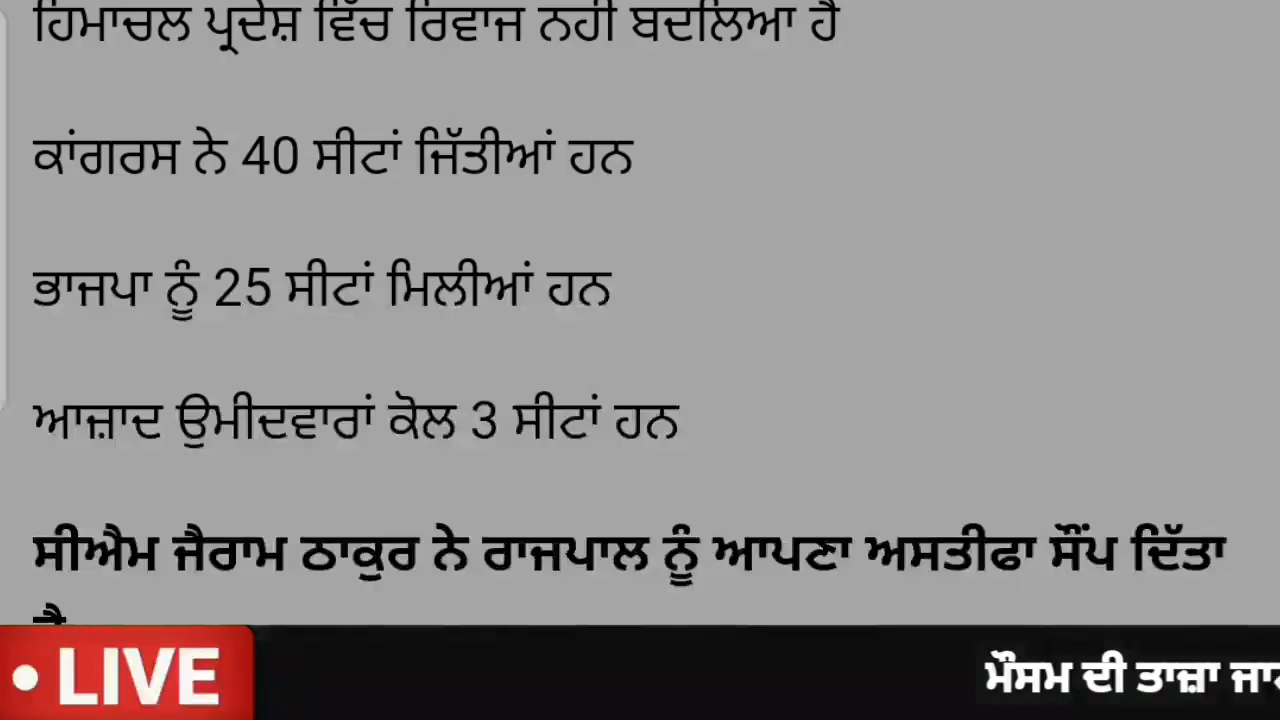 ਹਿਮਾਚਲ ਪ੍ਰਦੇਸ਼ ਵਿੱਚ ਰਿਵਾਜ ਨਹੀਂ ਬਦਲਿਆ ਹੈ
ਕਾਂਗਰਸ ਨੇ 40 ਸੀਟਾਂ ਜਿੱਤੀਆਂ ਹਨ
ਭਾਜਪਾ ਨੂੰ 25 ਸੀਟਾਂ ਮਿਲੀਆਂ ਹਨ
ਆਜ਼ਾਦ ਉਮੀਦਵਾਰਾਂ ਕੋਲ 3 ਸੀਟਾਂ ਹਨ
ਸੀਐਮ ਜੈਰਾਮ ਠਾਕੁਰ ਨੇ ਰਾਜਪਾਲ ਨੂੰ ਆਪਣਾ ਅਸਤੀਫਾ ਸੌਂਪ ਦਿੱਤਾ
• LIVE
ਮੌਸਮ ਦੀ ਤਾਜ਼ਾ